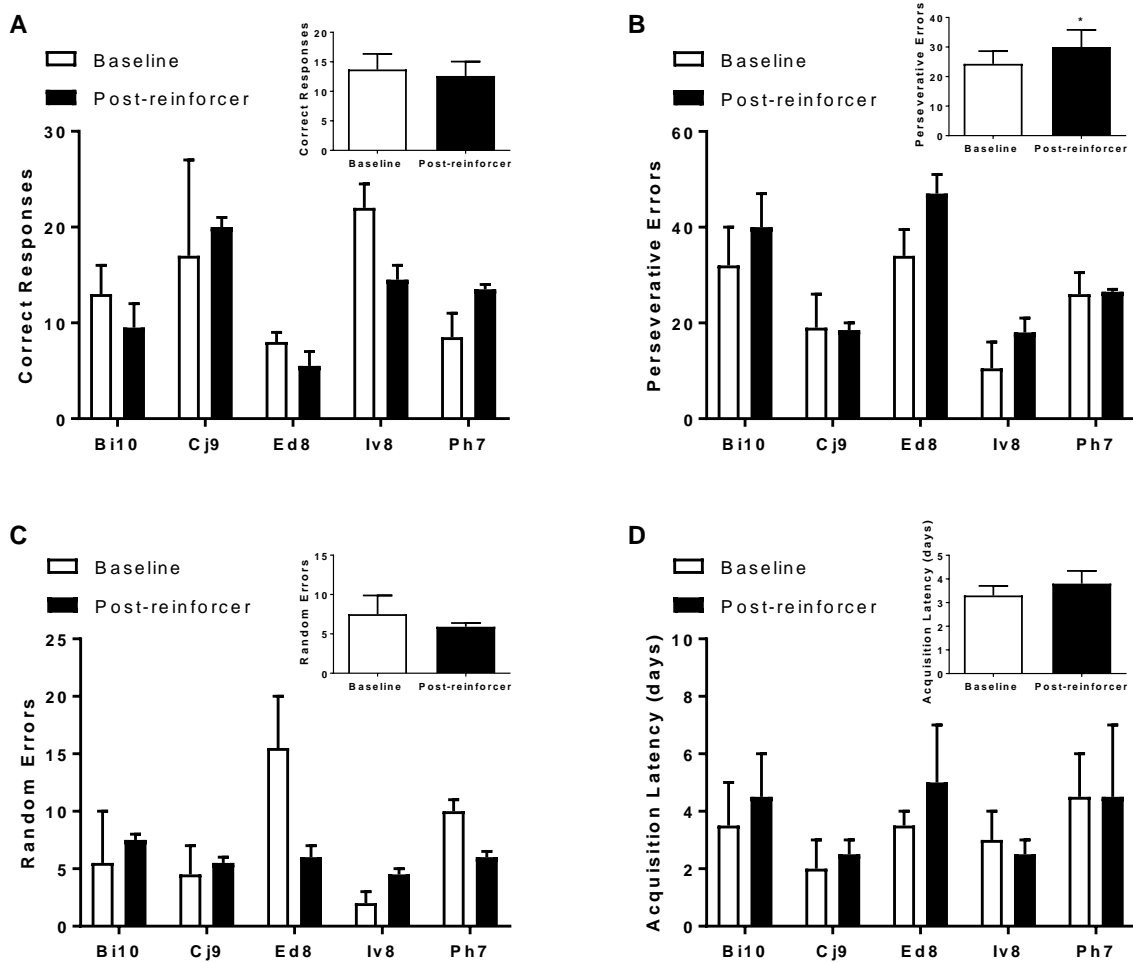 A
Baseline
Post-reinforcer
Correct Responses
20
15
10
5
0
Baseline Post-reinforcer
Correct Responses
30
20
10
0
Bi10 Cj9 Ed8 Iv8 Ph7
B
Baseline
Post-reinforcer
Perseverative Errors
40
30
20
10
0
*
Baseline Post-reinforcer
Perseverative Errors
60
40
20
0
Bi10 Cj9 Ed8 Iv8 Ph7
C
Baseline
Post-reinforcer
Random Errors
15
10
5
0
Baseline Post-reinforcer
Random Errors
25
20
15
10
5
0
Bi10 Cj9 Ed8 Iv8 Ph7
D
Baseline
Post-reinforcer
Acquisition Latency (days)
5
4
3
2
1
0
Baseline Post-reinforcer
Acquisition Latency (days)
10
8
6
4
2
0
Bi10 Cj9 Ed8 Iv8 Ph7